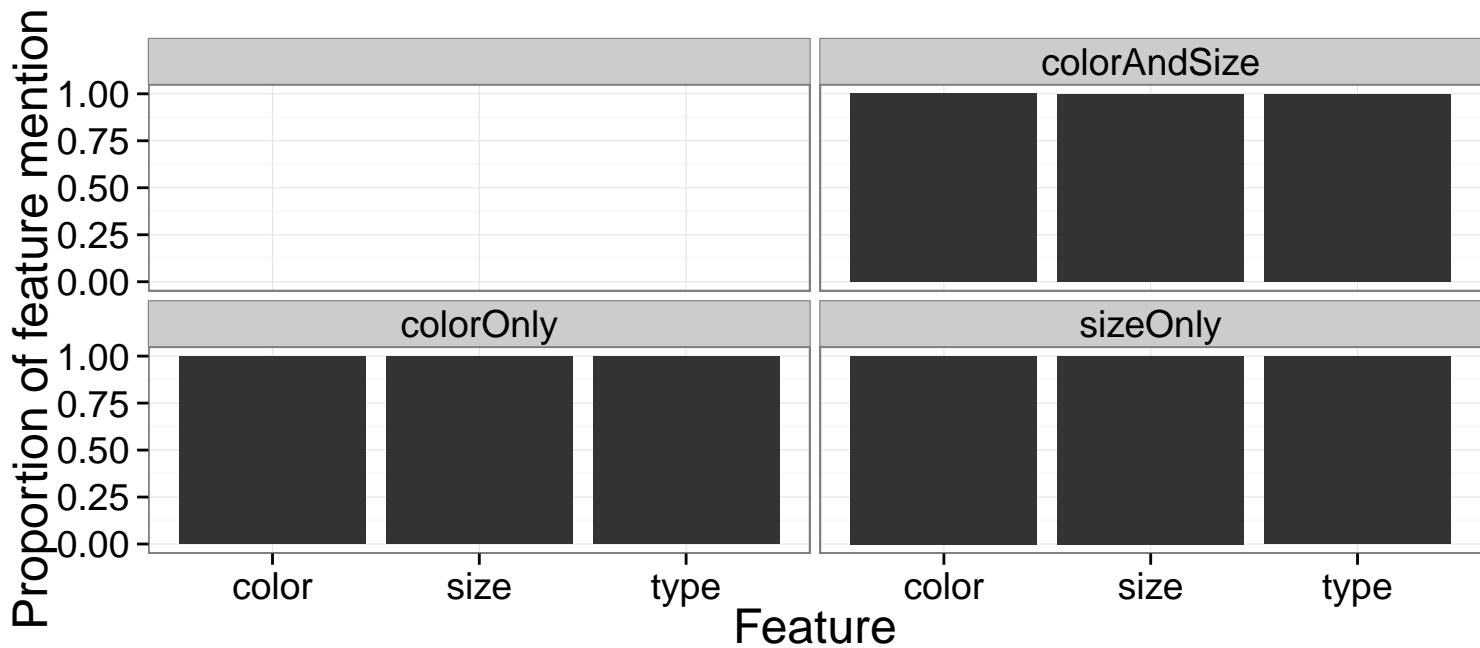 Proportion of feature mention
colorAndSize
1.00
0.75
0.50
0.25
0.00
colorOnly
sizeOnly
1.00
0.75
0.50
0.25
0.00
color size type color size type
Feature